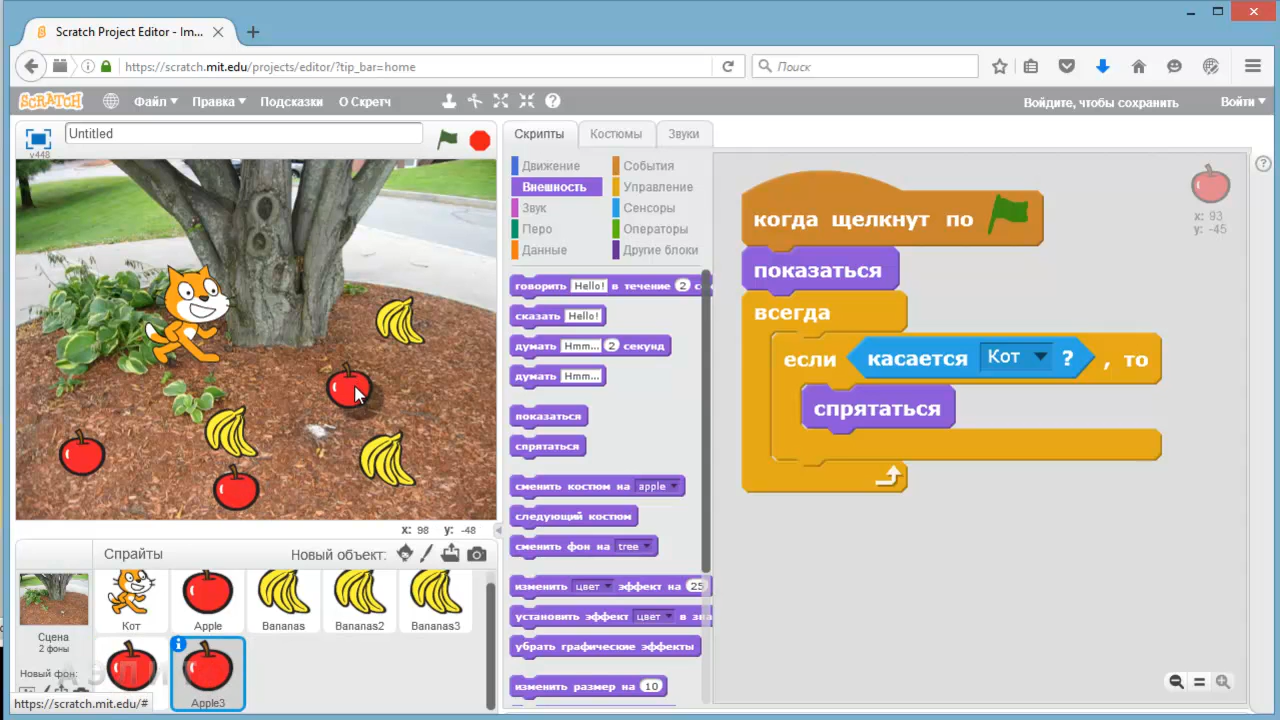 Scratch Project Editor - Im...
https://scratch.mit.edu/projects/editor/?tip_bar=home
Поиск
SCRATCH
Файл
Правка
Подсказки
О Скретч
Войдите, чтобы сохранить
Войти
v448
Untitled
Скрипты
Костюмы
Звуки
Движение
События
Внешность
Управление
Звук
Сенсоры
Перо
Операторы
Данные
Другие блоки
говорить Hello! в течение 2 се
сказать Hello!
думать Hmm... 2 секунд
думать Hmm...
показаться
спрятаться
сменить костюм на apple
следующий костюм
сменить фон на tree
изменить цвет эффект на 25
установить эффект цвет в зна
убрать графические эффекты
изменить размер на 10
когда щелкнут по
показаться
всегда
если касается Кот ? , то
спрятаться
x: 93
y: -45
x: 98 y: -48
Спрайты
Новый объект:
Кот
Apple
Bananas
Bananas2
Bananas3
Сцена
2 фоны
Новый фон:
Apple3
https://scratch.mit.edu/#